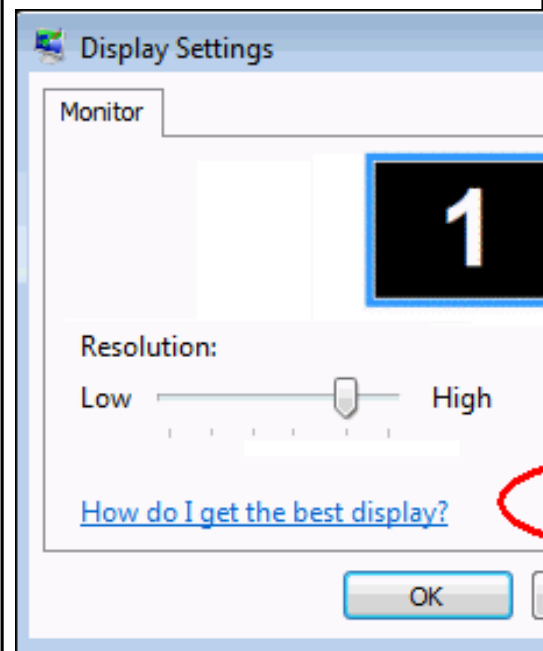 Display Settings
Monitor
1
Resolution:
Low High
How do I get the best display?
OK